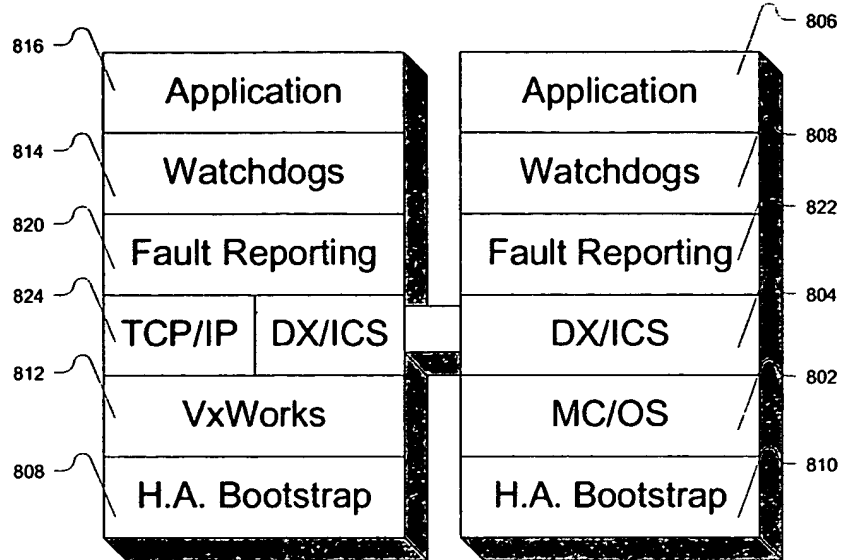 806
816
Application
Application
814
808
Watchdogs
Watchdogs
820
822
Fault Reporting
Fault Reporting
824
804
TCP/IP
DX/ICS
DX/ICS
812
802
VxWorks
MC/OS
808
810
H.A. Bootstrap
H.A. Bootstrap